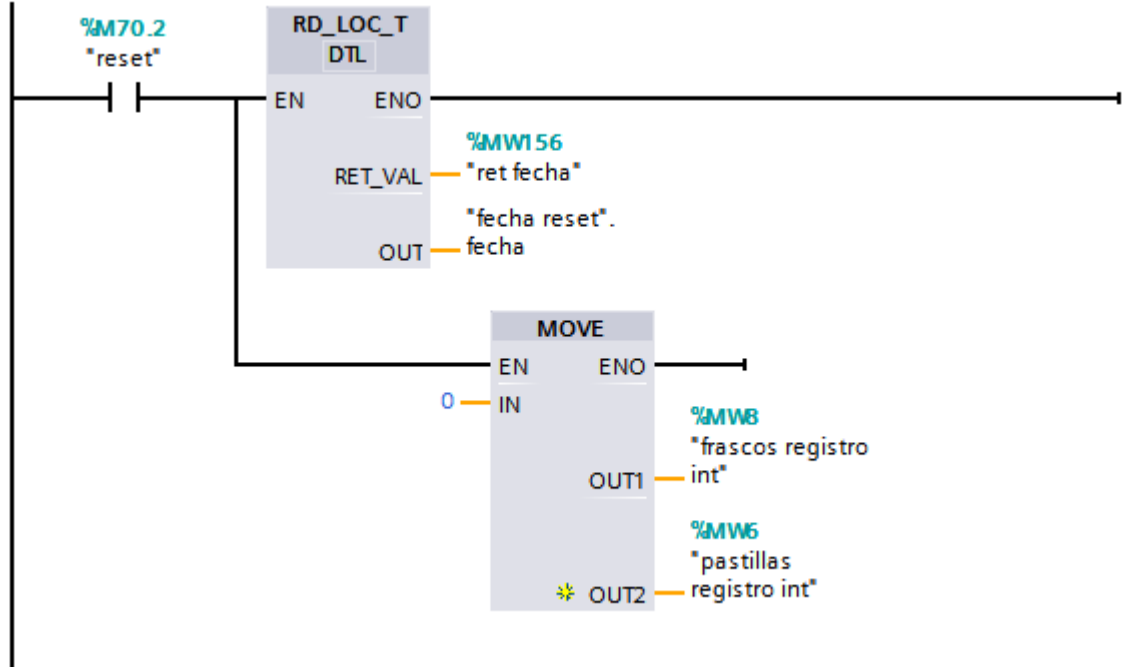 %M70.2
"reset"
RD_LOC_T
DTL
EN
ENO
%MW156
"ret fecha"
RET_VAL
"fecha reset".
fecha
OUT
MOVE
EN
ENO
0
IN
%MW8
"frascos registro
int"
OUT1
%MW6
"pastillas
registro int"
OUT2